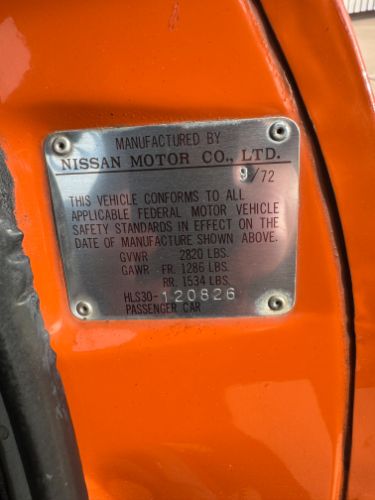 MANUFACTURED BY
NISSAN MOTOR CO., LTD.
9/72
THIS VEHICLE CONFORMS TO ALL
APPLICABLE FEDERAL MOTOR VEHICLE
SAFETY STANDARDS IN EFFECT ON THE
DATE OF MANUFACTURE SHOWN ABOVE.
GVWR 2820 LBS.
GAWR FR. 1286 LBS.
RR. 1534 LBS.
HLS30-120826
PASSENGER CAR